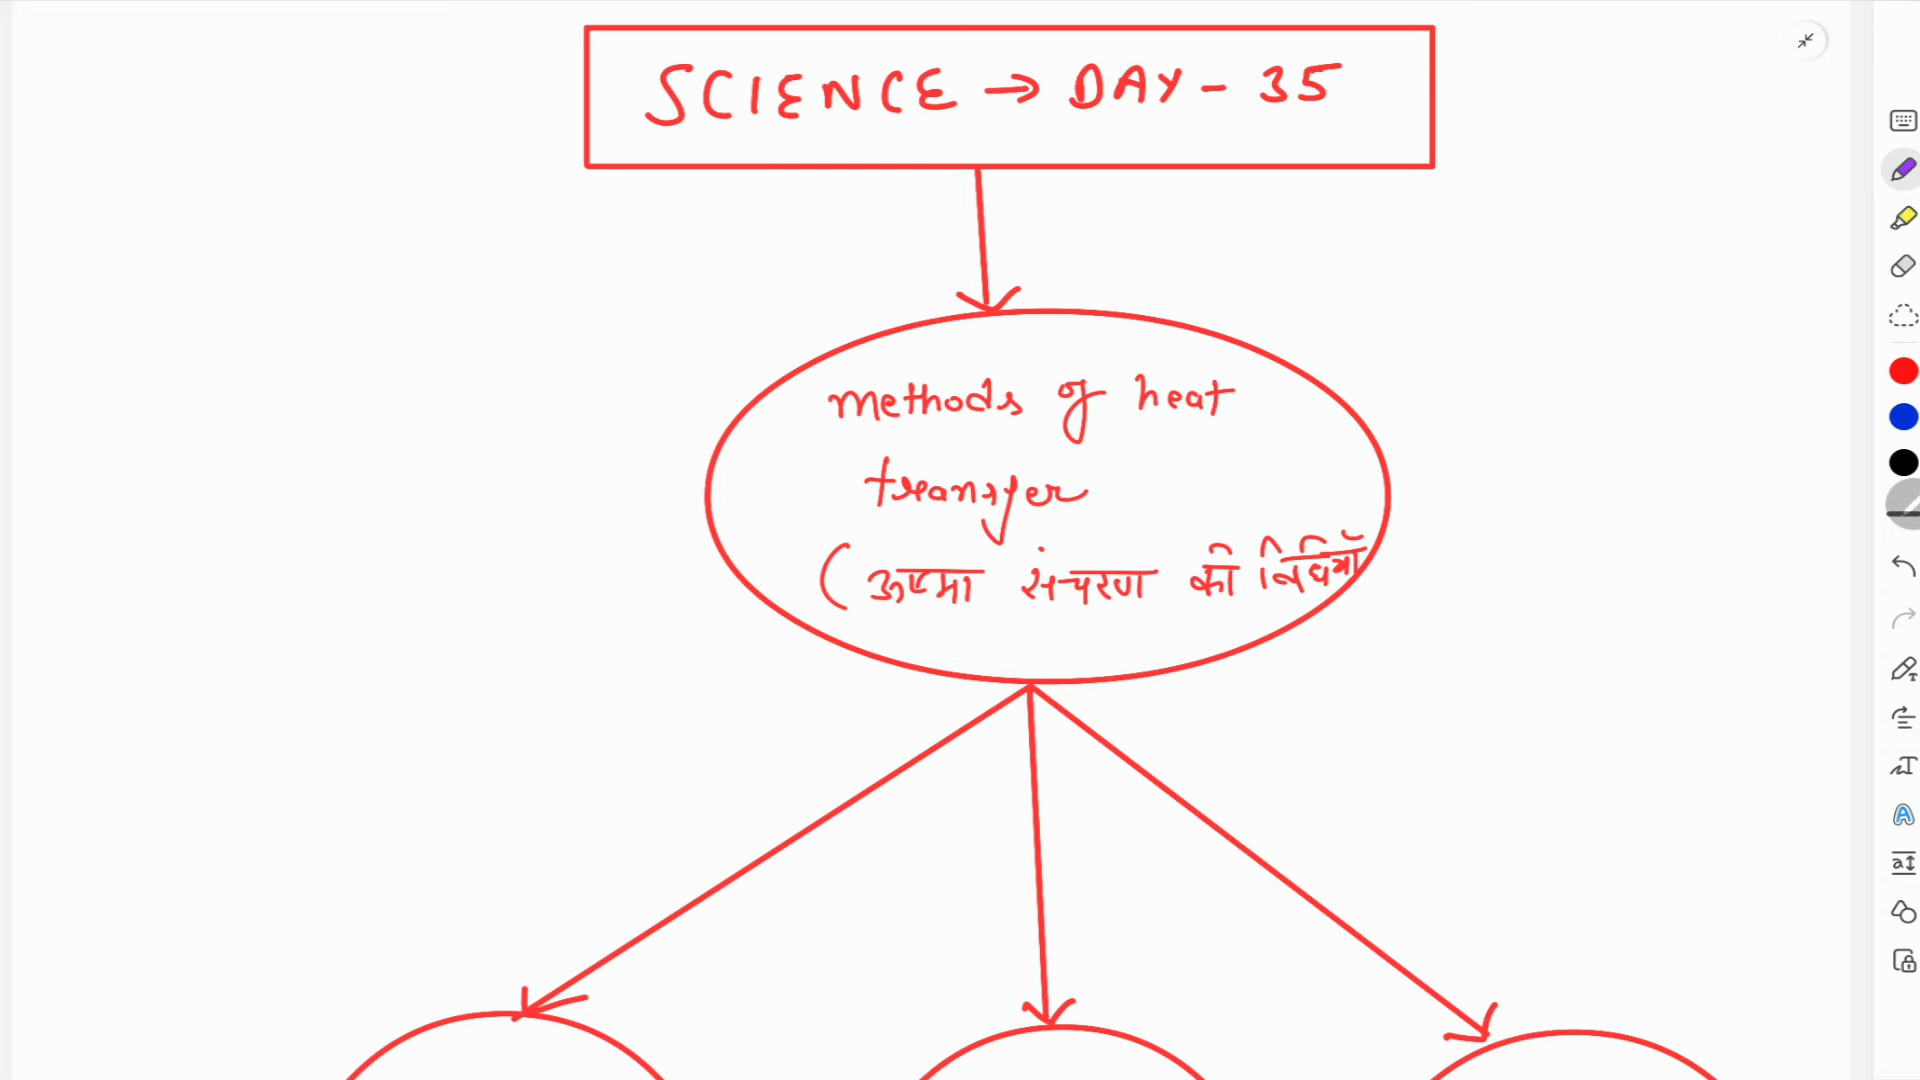 SCIENCE → DAY - 35
methods of heat
transfer
(ऊष्मा संचरण की विधियाँ